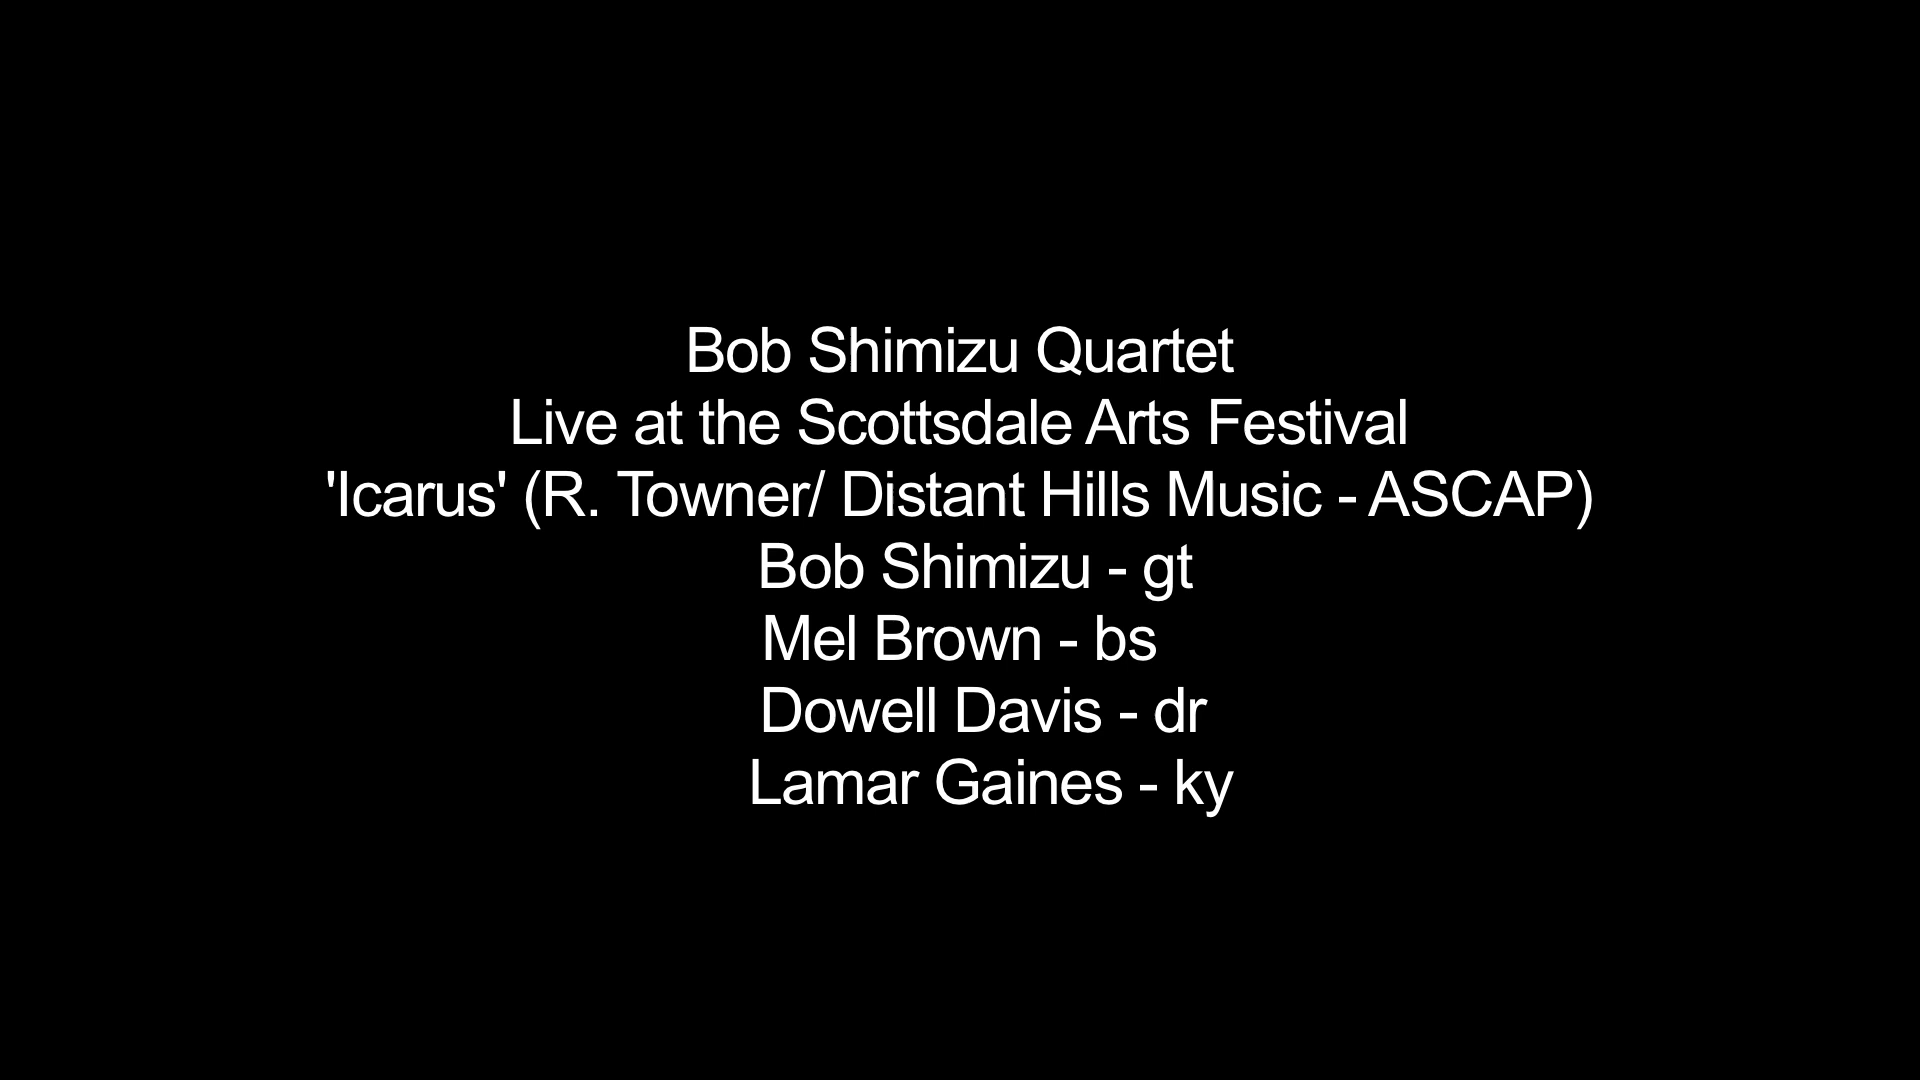 Bob Shimizu Quartet
Live at the Scottsdale Arts Festival
'Icarus' (R. Towner/ Distant Hills Music - ASCAP)
Bob Shimizu - gt
Mel Brown - bs
Dowell Davis - dr
Lamar Gaines - ky